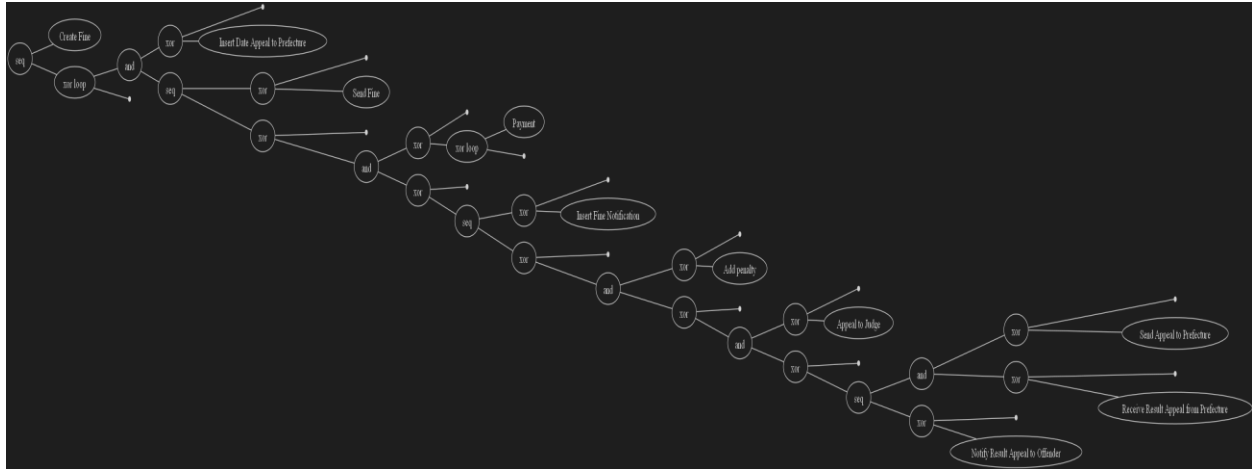 Create Fine
seq
xor loop
and
xor
Insert Date Appeal to Prefecture
seq
xor
Send Fine
xor
and
xor
xor loop
Payment
xor
seq
xor
Insert Fine Notification
xor
and
xor
Add penalty
xor
and
xor
Appeal to Judge
xor
seq
and
xor
Send Appeal to Prefecture
xor
Receive Result Appeal from Prefecture
xor
Notify Result Appeal to Offender